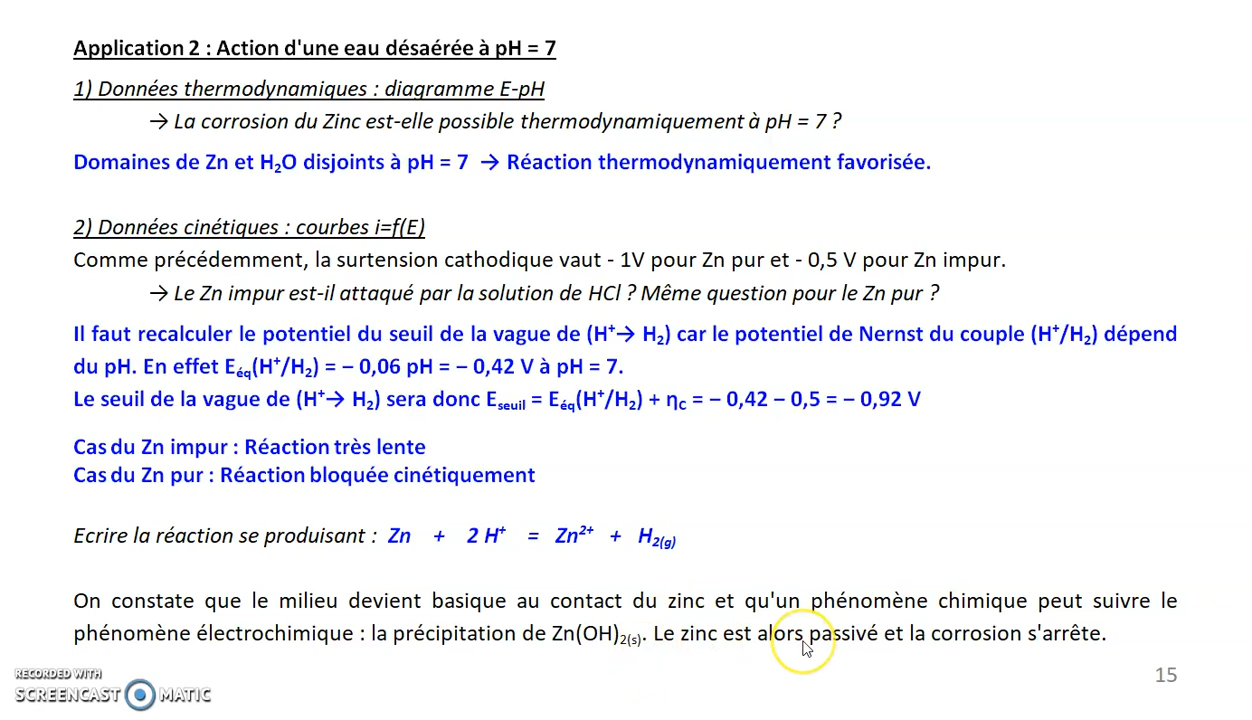 Application 2 : Action d'une eau désaérée à pH = 7
1) Données thermodynamiques : diagramme E-pH
→ La corrosion du Zinc est-elle possible thermodynamiquement à pH = 7 ?
Domaines de Zn et H₂O disjoints à pH = 7 → Réaction thermodynamiquement favorisée.
2) Données cinétiques : courbes i=f(E)
Comme précédemment, la surtension cathodique vaut - 1V pour Zn pur et - 0,5 V pour Zn impur.
→ Le Zn impur est-il attaqué par la solution de HCl ? Même question pour le Zn pur ?
Il faut recalculer le potentiel du seuil de la vague de (H⁺→ H₂) car le potentiel de Nernst du couple (H⁺/H₂) dépend
du pH. En effet Eéq(H⁺/H₂) = – 0,06 pH = – 0,42 V à pH = 7.
Le seuil de la vague de (H⁺→ H₂) sera donc Eseuil = Eéq(H⁺/H₂) + ηc = – 0,42 – 0,5 = – 0,92 V
Cas du Zn impur : Réaction très lente
Cas du Zn pur : Réaction bloquée cinétiquement
Ecrire la réaction se produisant : Zn + 2 H⁺ = Zn²⁺ + H₂(g)
On constate que le milieu devient basique au contact du zinc et qu'un phénomène chimique peut suivre le
phénomène électrochimique : la précipitation de Zn(OH)₂(s). Le zinc est alors passivé et la corrosion s'arrête.
RECORDED WITH
SCREENCAST MATIC
15